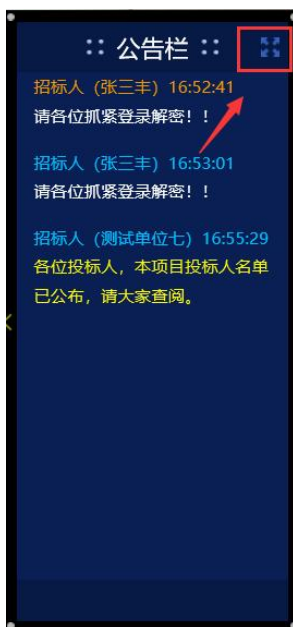 :: 公告栏 ::
招标人（张三丰）16:52:41
请各位抓紧登录解密！！
招标人（张三丰）16:53:01
请各位抓紧登录解密！！
招标人（测试单位七）16:55:29
各位投标人，本项目投标人名单
已公布，请大家查阅。